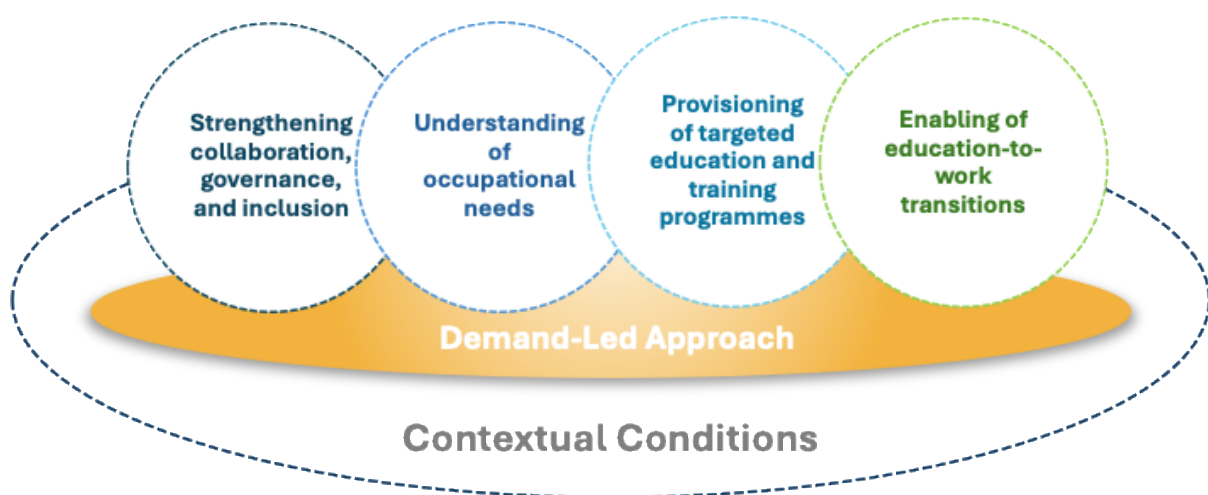 Strengthening
collaboration,
governance,
and inclusion
Understanding
of
occupational
needs
Provisioning
of targeted
education and
training
programmes
Enabling of
education-to-
work
transitions
Demand-Led Approach
Contextual Conditions